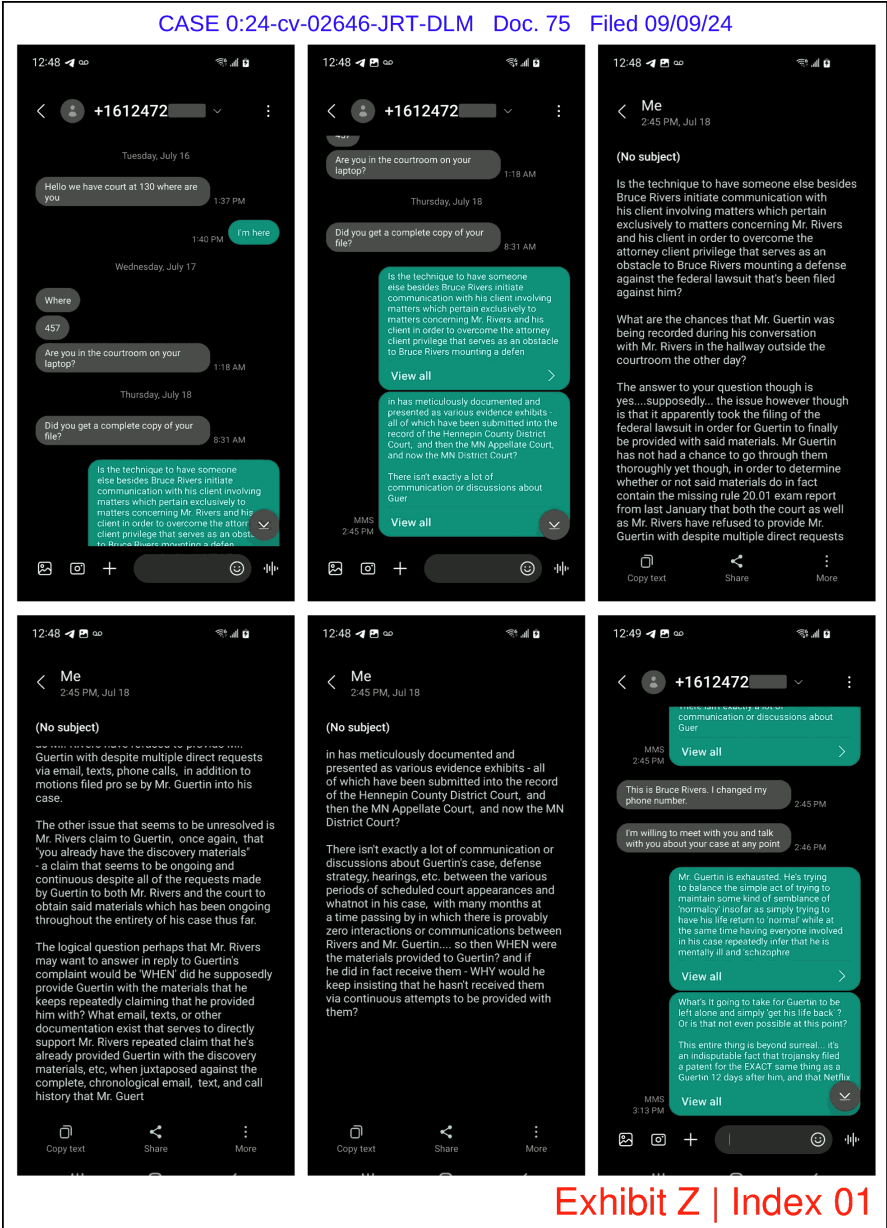 CASE 0:24-cv-02646-JRT-DLM Doc. 75 Filed 09/09/24
12:48
+1612472
Tuesday, July 16
Hello we have court at 130 where are
you
1:37 PM
I'm here
1:40 PM
Wednesday, July 17
Where
457
Are you in the courtroom on your
laptop?
1:18 AM
Thursday, July 18
Did you get a complete copy of your
file?
8:31 AM
Is the technique to have someone
else besides Bruce Rivers initiate
communication with his client involving
matters which pertain exclusively to
matters concerning Mr. Rivers and his
client in order to overcome the attorr
client privilege that serves as an obst
to Bruce Rivers mounting a defen
12:48
+1612472
457
Are you in the courtroom on your
laptop?
1:18 AM
Thursday, July 18
Did you get a complete copy of your
file?
8:31 AM
Is the technique to have someone
else besides Bruce Rivers initiate
communication with his client involving
matters which pertain exclusively to
matters concerning Mr. Rivers and his
client in order to overcome the attorney
client privilege that serves as an obstacle
to Bruce Rivers mounting a defen
View all
in has meticulously documented and
presented as various evidence exhibits -
all of which have been submitted into the
record of the Hennepin County District
Court, and then the MN Appellate Court,
and now the MN District Court?
There isn't exactly a lot of
communication or discussions about
Guer
View all
MMS
2:45 PM
12:48
Me
2:45 PM, Jul 18
(No subject)
Is the technique to have someone else besides
Bruce Rivers initiate communication with
his client involving matters which pertain
exclusively to matters concerning Mr. Rivers
and his client in order to overcome the
attorney client privilege that serves as an
obstacle to Bruce Rivers mounting a defense
against the federal lawsuit that's been filed
against him?
What are the chances that Mr. Guertin was
being recorded during his conversation
with Mr. Rivers in the hallway outside the
courtroom the other day?
The answer to your question though is
yes....supposedly... the issue however though
is that it apparently took the filing of the
federal lawsuit in order for Guertin to finally
be provided with said materials. Mr Guertin
has not had a chance to go through them
thoroughly yet though, in order to determine
whether or not said materials do in fact
contain the missing rule 20.01 exam report
from last January that both the court as well
as Mr. Rivers have refused to provide Mr.
Guertin with despite multiple direct requests
Copy text
Share
More
12:48
Me
2:45 PM, Jul 18
(No subject)
as Mr. Rivers have refused to provide Mr.
Guertin with despite multiple direct requests
via email, texts, phone calls, in addition to
motions filed pro se by Mr. Guertin into his
case.
The other issue that seems to be unresolved is
Mr. Rivers claim to Guertin, once again, that
"you already have the discovery materials"
- a claim that seems to be ongoing and
continuous despite all of the requests made
by Guertin to both Mr. Rivers and the court to
obtain said materials which has been ongoing
throughout the entirety of his case thus far.
The logical question perhaps that Mr. Rivers
may want to answer in reply to Guertin's
complaint would be 'WHEN' did he supposedly
provide Guertin with the materials that he
keeps repeatedly claiming that he provided
him with? What email, texts, or other
documentation exist that serves to directly
support Mr. Rivers repeated claim that he's
already provided Guertin with the discovery
materials, etc, when juxtaposed against the
complete, chronological email, text, and call
history that Mr. Guert
Copy text
Share
More
12:48
Me
2:45 PM, Jul 18
(No subject)
in has meticulously documented and
presented as various evidence exhibits - all
of which have been submitted into the record
of the Hennepin County District Court, and
then the MN Appellate Court, and now the MN
District Court?
There isn't exactly a lot of communication or
discussions about Guertin's case, defense
strategy, hearings, etc. between the various
periods of scheduled court appearances and
whatnot in his case, with many months at
a time passing by in which there is provably
zero interactions or communications between
Rivers and Mr. Guertin.... so then WHEN were
the materials provided to Guertin? and if
he did in fact receive them - WHY would he
keep insisting that he hasn't received them
via continuous attempts to be provided with
them?
Copy text
Share
More
12:49
+1612472
There isn't exactly a lot of
communication or discussions about
Guer
View all
MMS
2:45 PM
This is Bruce Rivers. I changed my
phone number.
2:45 PM
I'm willing to meet with you and talk
with you about your case at any point
2:46 PM
Mr. Guertin is exhausted. He's trying
to balance the simple act of trying to
maintain some kind of semblance of
'normalcy' insofar as simply trying to
have his life return to 'normal' while at
the same time having everyone involved
in his case repeatedly infer that he is
mentally ill and 'schizophre
View all
What's It going to take for Guertin to be
left alone and simply 'get his life back' ?
Or is that not even possible at this point?
This entire thing is beyond surreal... it's
an indisputable fact that trojansky filed
a patent for the EXACT same thing as a
Guertin 12 days after him, and that Netflix
View all
MMS
3:13 PM
Exhibit Z | Index 01